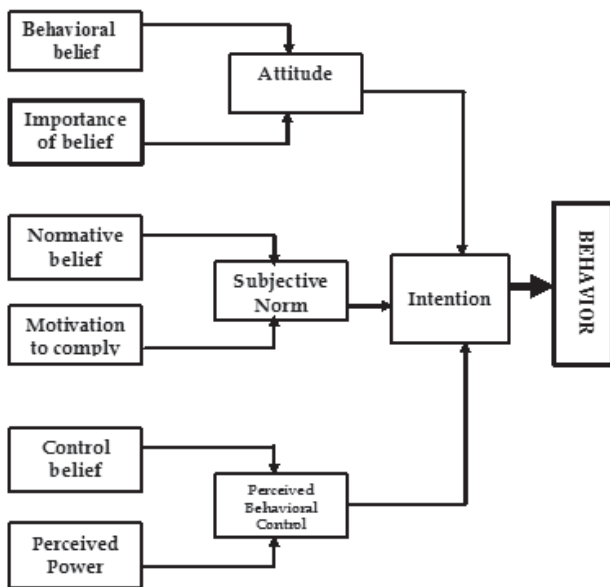 Behavioral
belief
Attitude
Importance
of belief
Normative
belief
Subjective
Norm
Motivation
to comply
Intention
BEHAVIOR
Control
belief
Perceived
Behavioral
Control
Perceived
Power